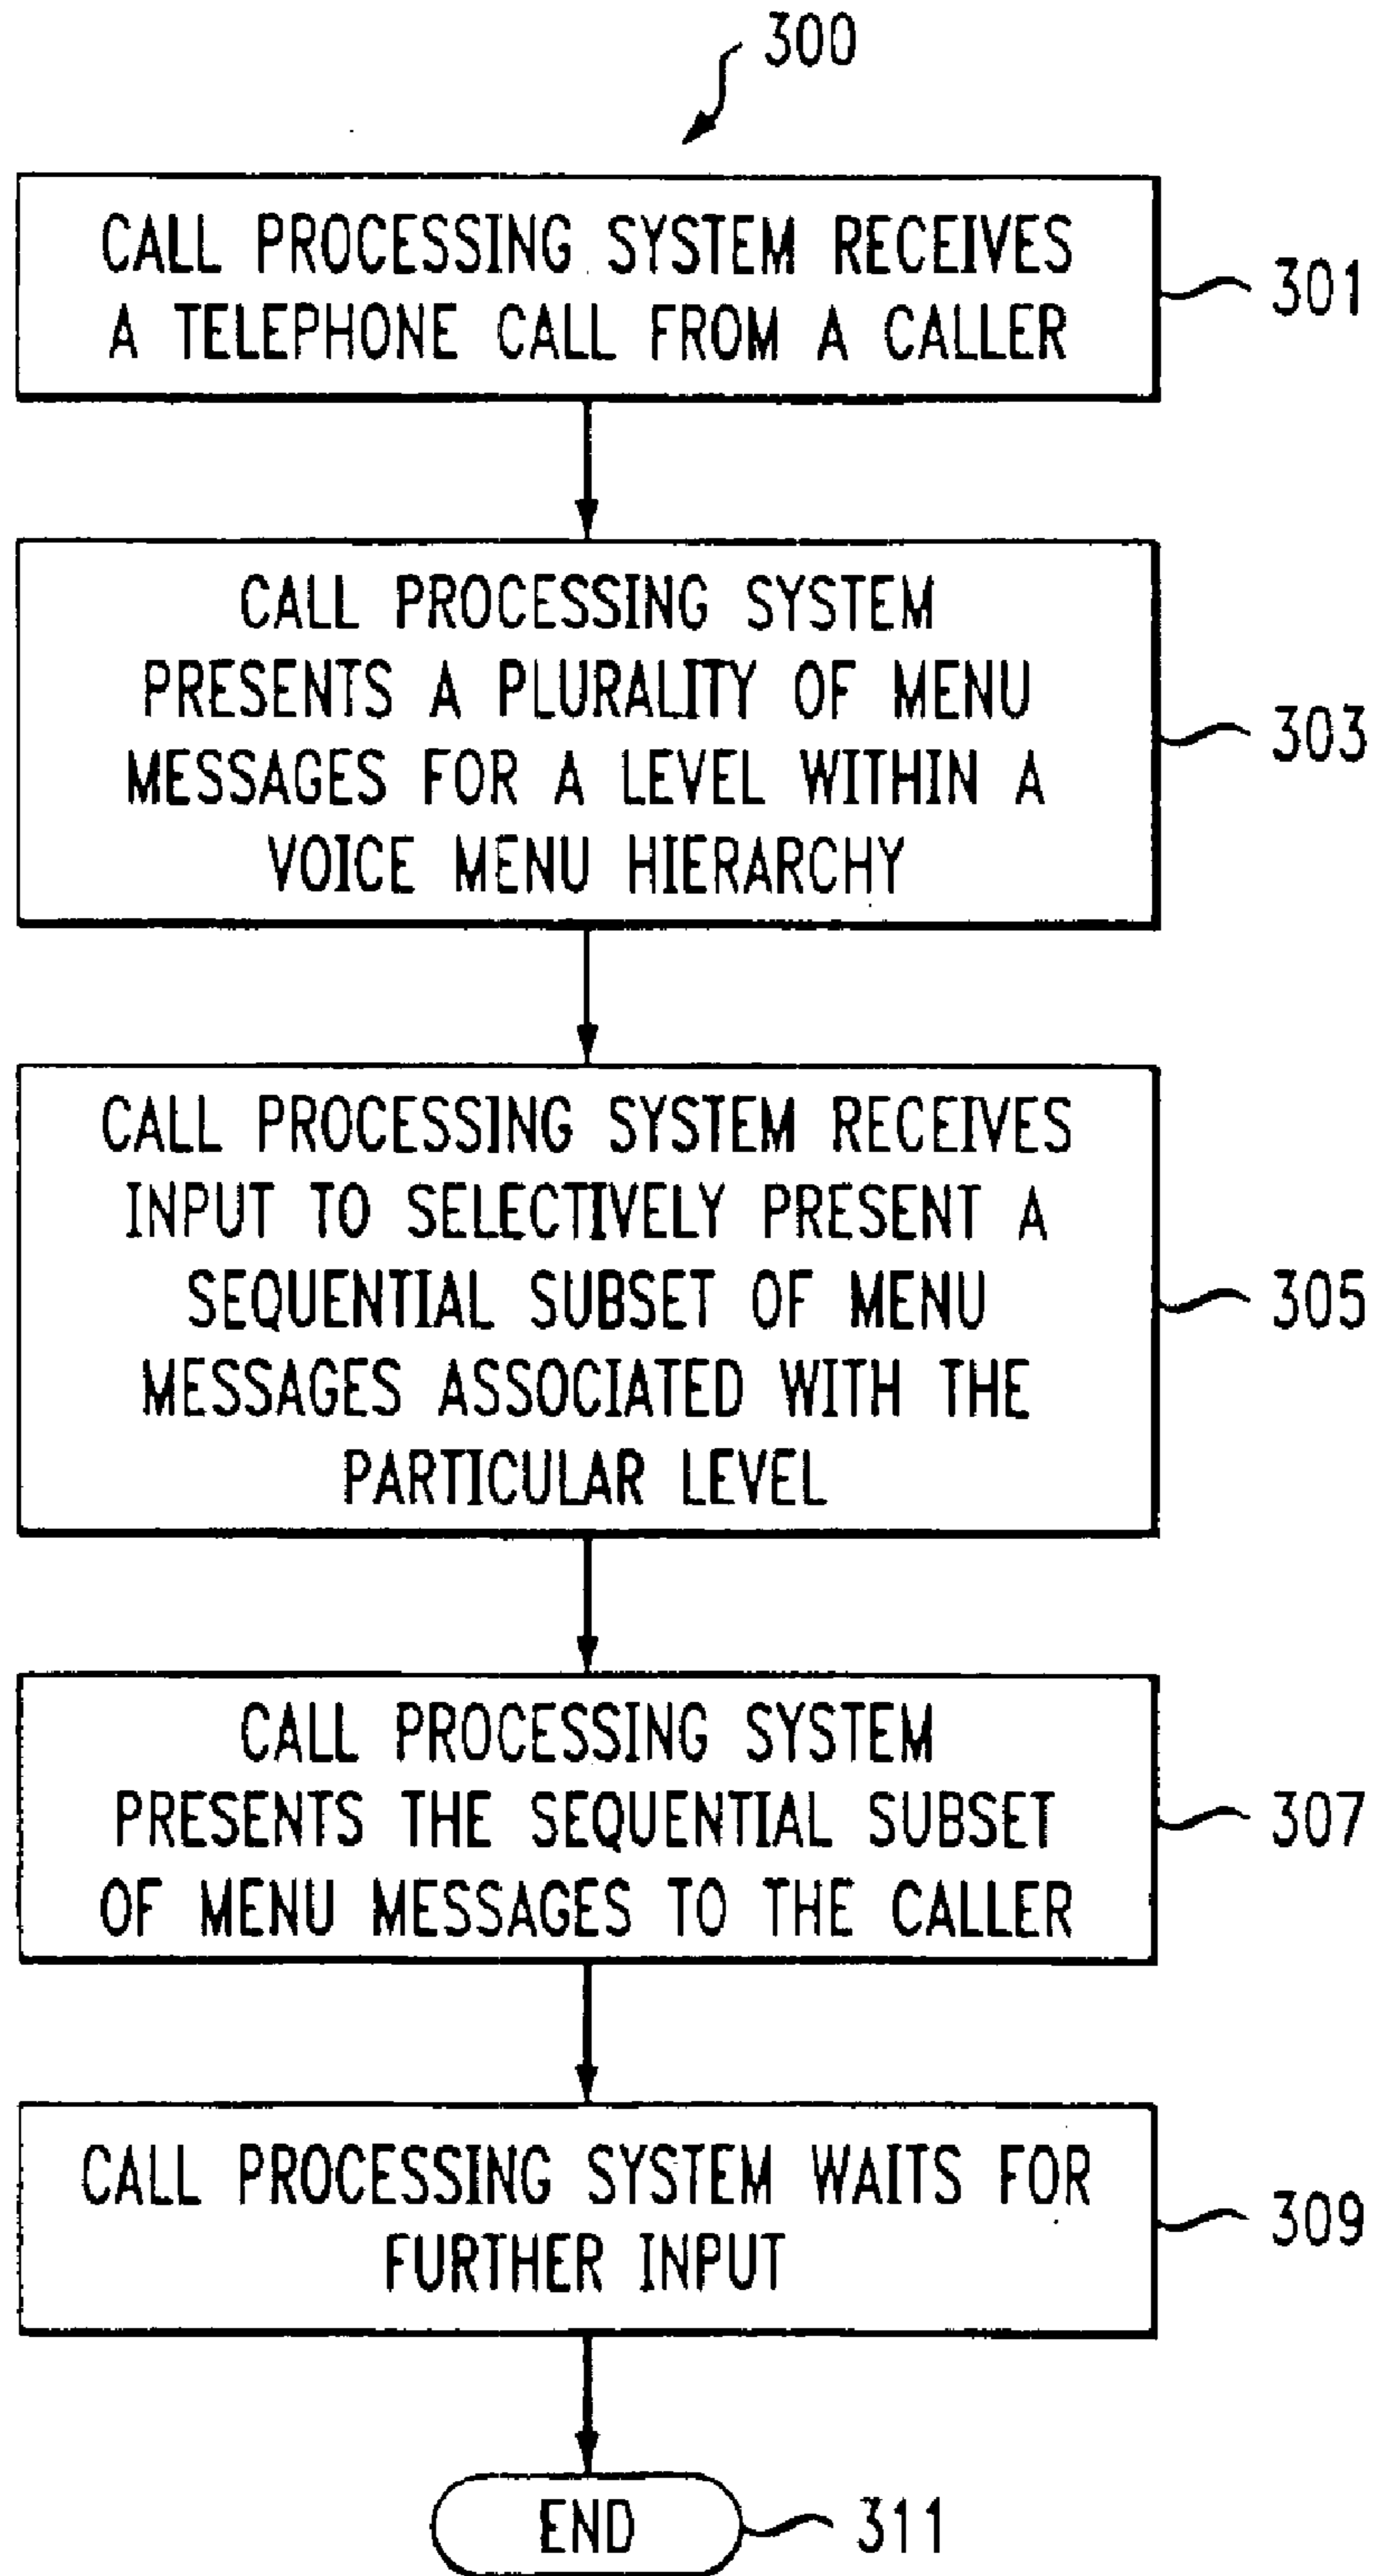 300
CALL PROCESSING SYSTEM RECEIVES
A TELEPHONE CALL FROM A CALLER
301
CALL PROCESSING SYSTEM
PRESENTS A PLURALITY OF MENU
MESSAGES FOR A LEVEL WITHIN A
VOICE MENU HIERARCHY
303
CALL PROCESSING SYSTEM RECEIVES
INPUT TO SELECTIVELY PRESENT A
SEQUENTIAL SUBSET OF MENU
MESSAGES ASSOCIATED WITH THE
PARTICULAR LEVEL
305
CALL PROCESSING SYSTEM
PRESENTS THE SEQUENTIAL SUBSET
OF MENU MESSAGES TO THE CALLER
307
CALL PROCESSING SYSTEM WAITS FOR
FURTHER INPUT
309
END
311